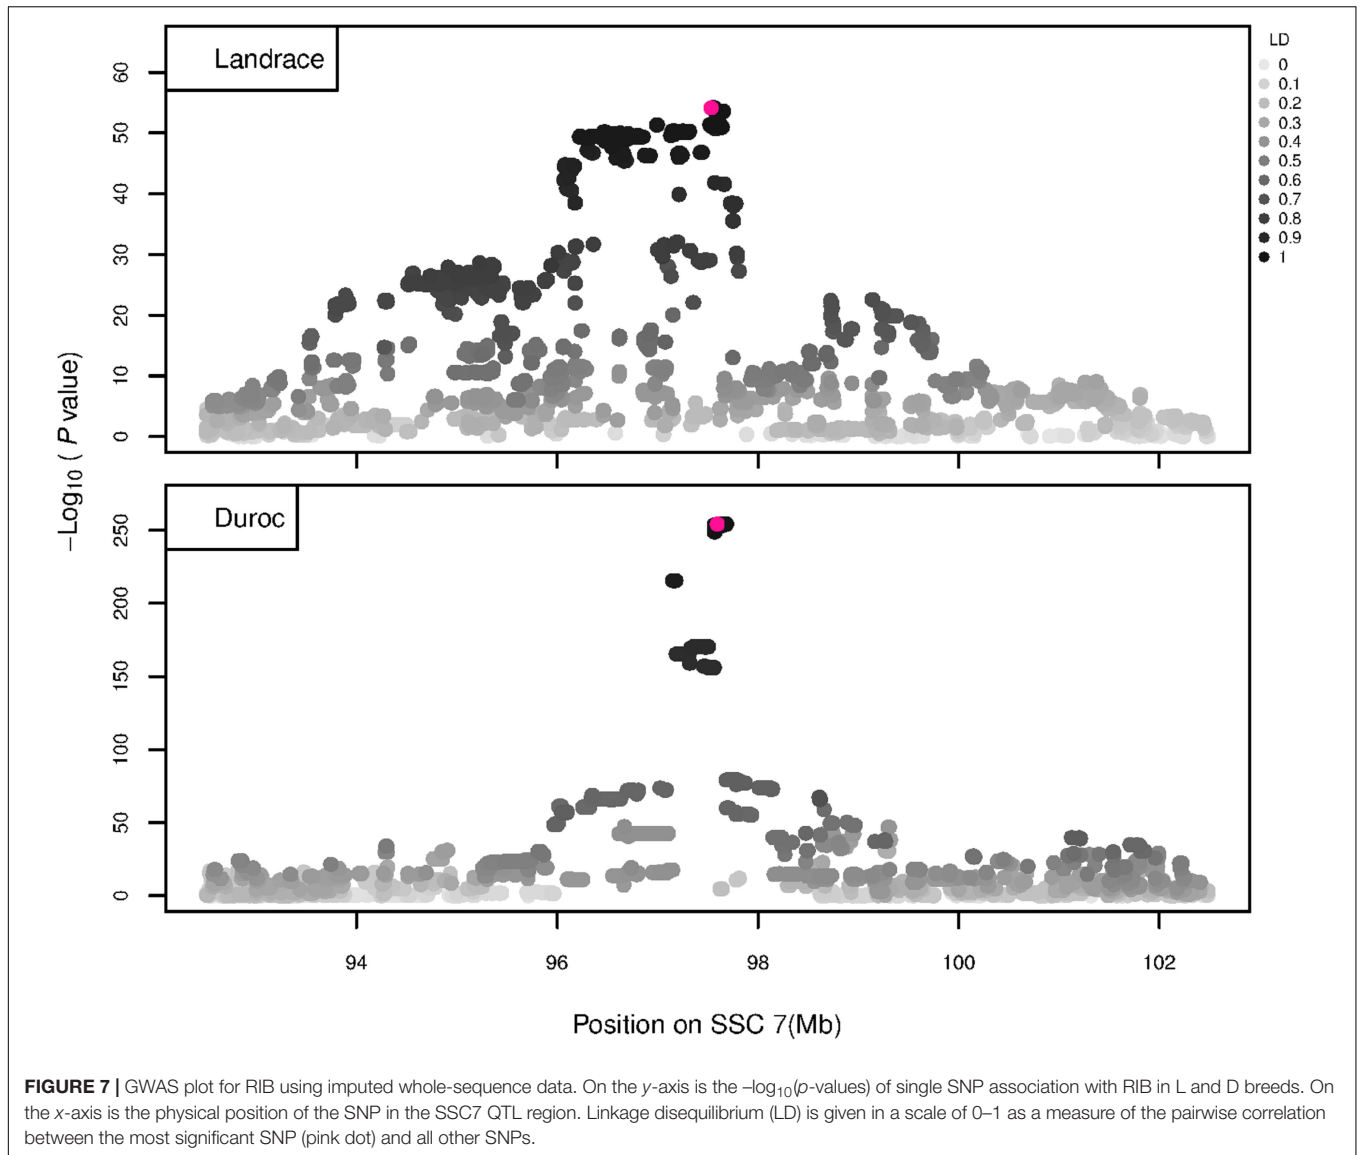 Landrace
LD
0
0.1
0.2
0.3
0.4
0.5
0.6
0.7
0.8
0.9
1
60
50
40
30
20
10
0
−Log10 ( P value)
Duroc
250
200
150
100
50
0
94 96 98 100 102
Position on SSC 7(Mb)
FIGURE 7 | GWAS plot for RIB using imputed whole-sequence data. On the y-axis is the –log10(p-values) of single SNP association with RIB in L and D breeds. On
the x-axis is the physical position of the SNP in the SSC7 QTL region. Linkage disequilibrium (LD) is given in a scale of 0–1 as a measure of the pairwise correlation
between the most significant SNP (pink dot) and all other SNPs.